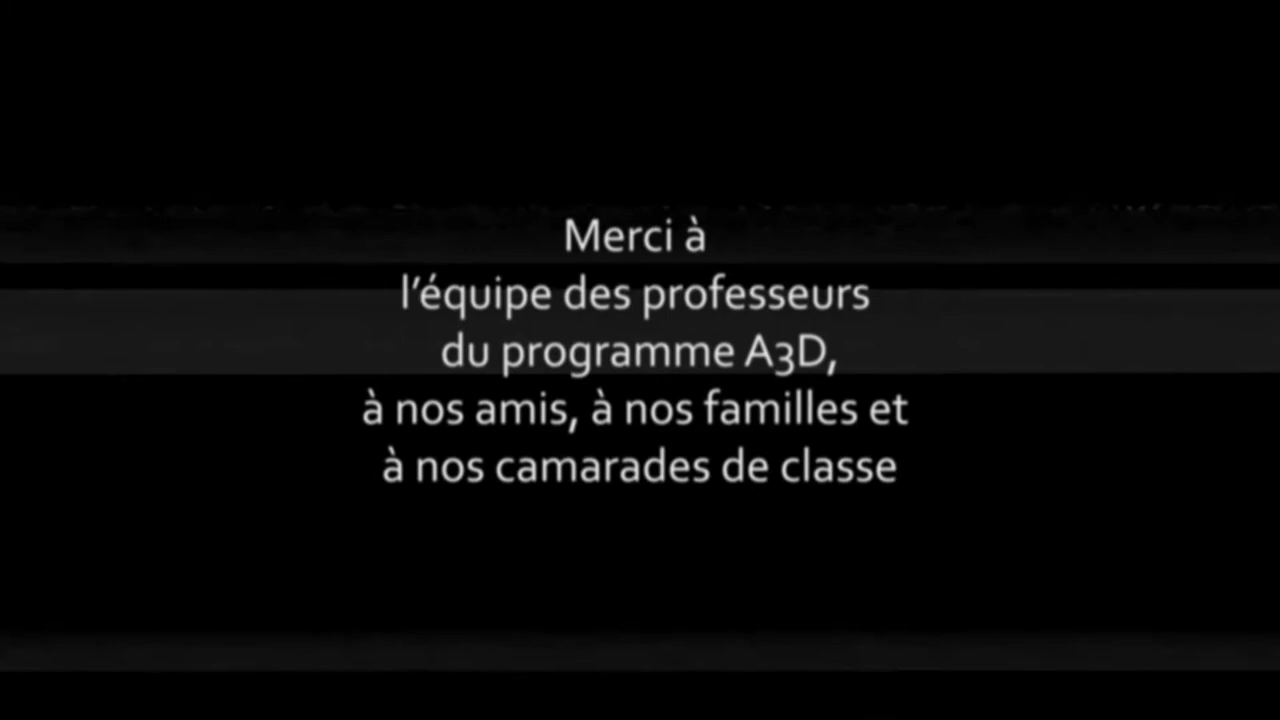 Merci à
l’équipe des professeurs
du programme A3D,
à nos amis, à nos familles et
à nos camarades de classe